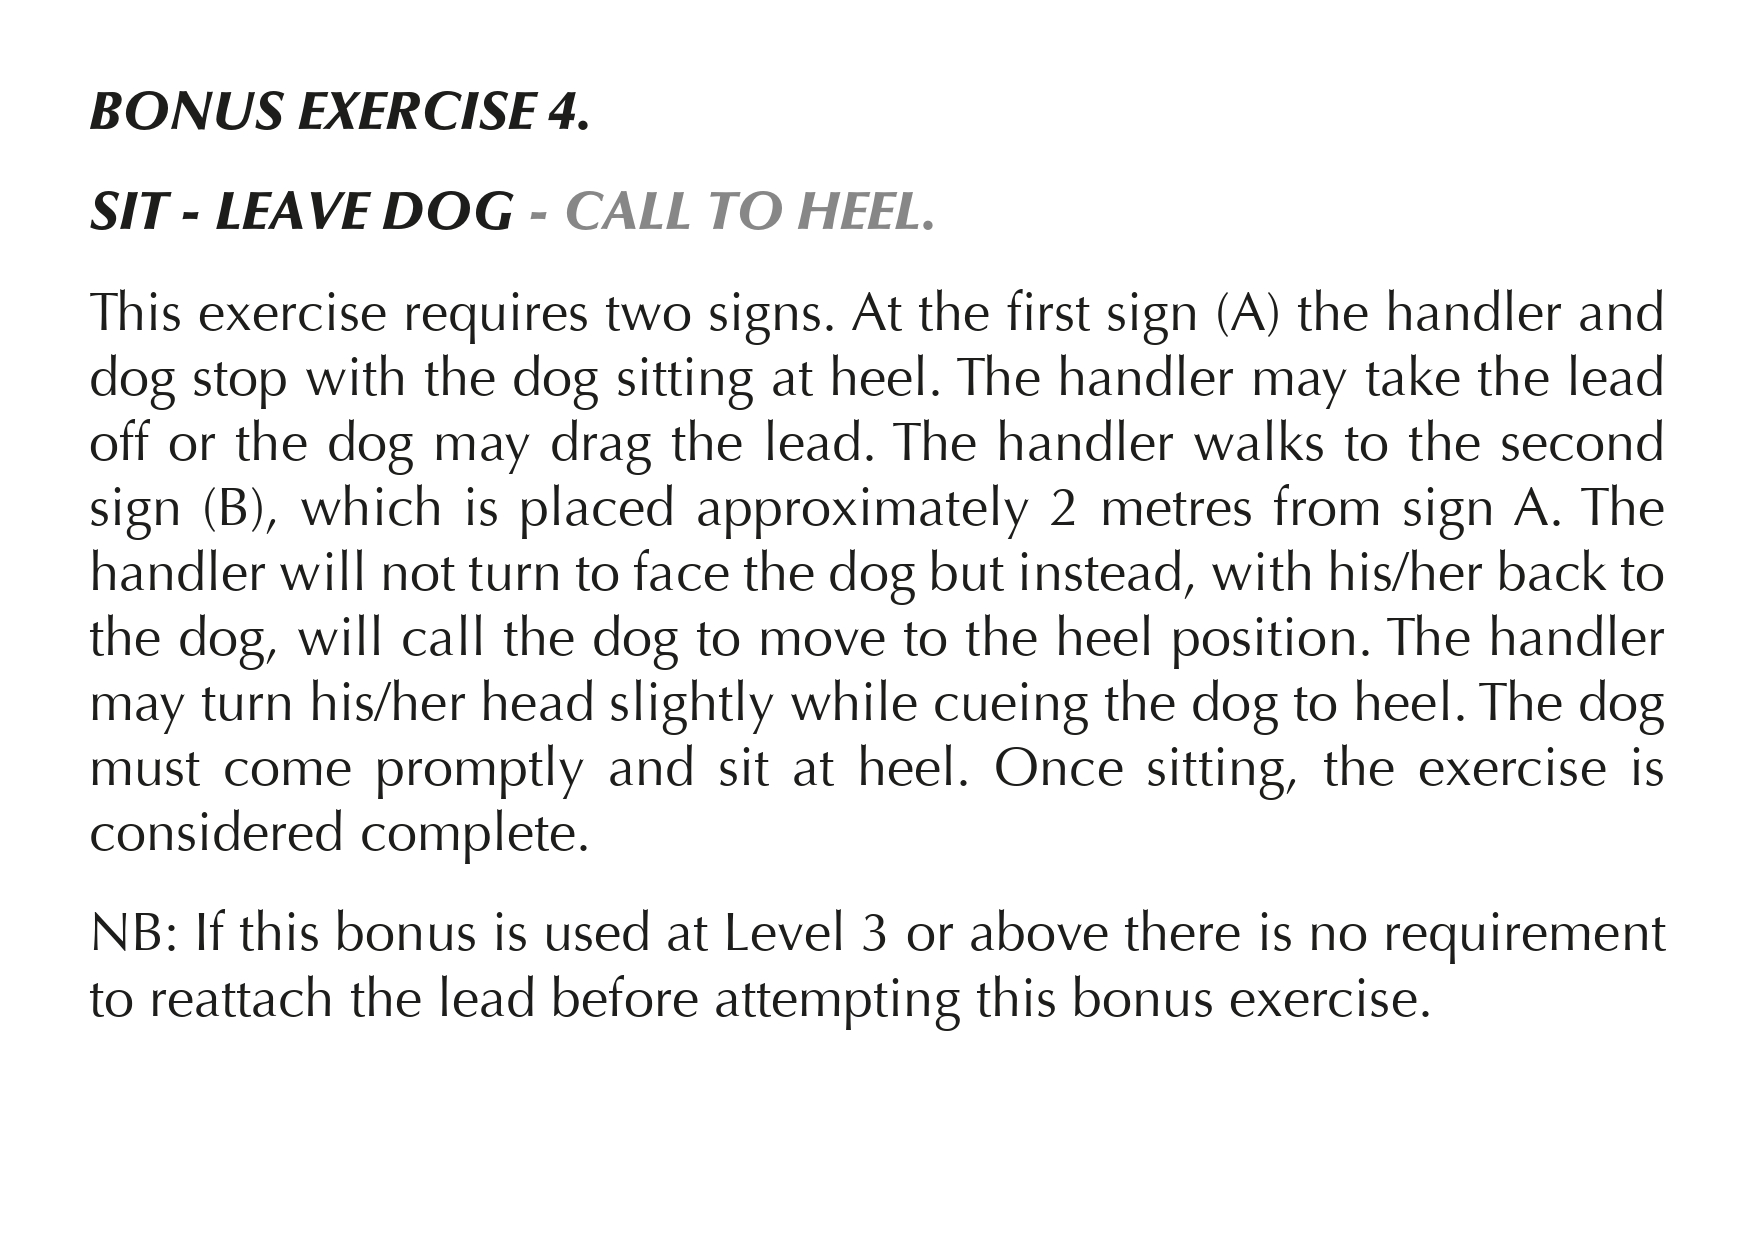 BONUS EXERCISE 4.
SIT - LEAVE DOG - CALL TO HEEL.
This exercise requires two signs. At the first sign (A) the handler and
dog stop with the dog sitting at heel. The handler may take the lead
off or the dog may drag the lead. The handler walks to the second
sign (B), which is placed approximately 2 metres from sign A. The
handler will not turn to face the dog but instead, with his/her back to
the dog, will call the dog to move to the heel position. The handler
may turn his/her head slightly while cueing the dog to heel. The dog
must come promptly and sit at heel. Once sitting, the exercise is
considered complete.
NB: If this bonus is used at Level 3 or above there is no requirement
to reattach the lead before attempting this bonus exercise.